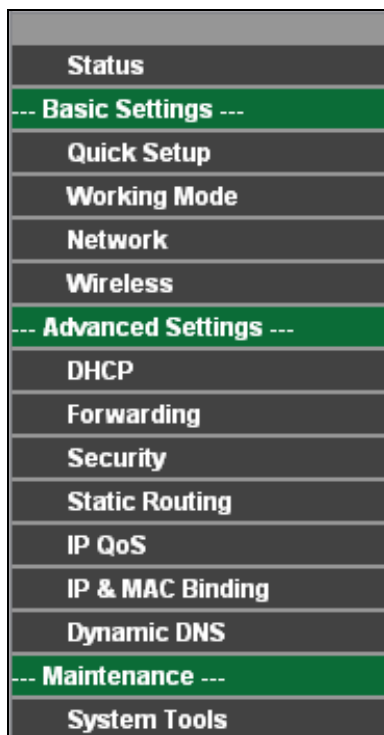 Status
--- Basic Settings ---
Quick Setup
Working Mode
Network
Wireless
--- Advanced Settings ---
DHCP
Forwarding
Security
Static Routing
IP QoS
IP & MAC Binding
Dynamic DNS
--- Maintenance ---
System Tools